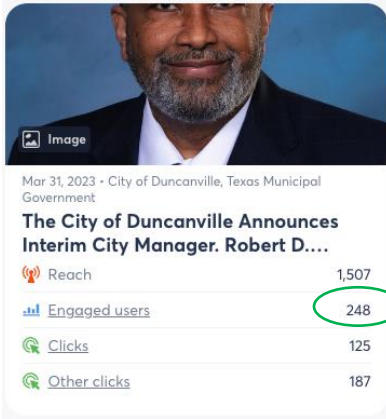 Image
Mar 31, 2023 • City of Duncanville, Texas Municipal
Government
The City of Duncanville Announces
Interim City Manager. Robert D....
Reach 1,507
Engaged users 248
Clicks 125
Other clicks 187